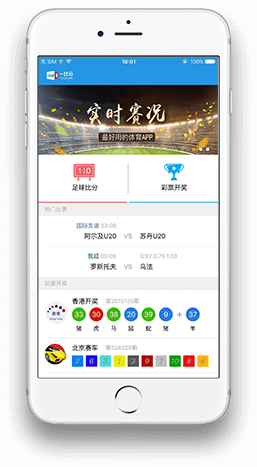 无 SIM 卡
18:01
100%
一比分
实时赛况
最好用的体育APP
1:0
足球比分
彩票开奖
热门比赛
国际友谊 23:00
阿尔及U20 VS 苏丹U20
俄超 0.92 0.75 1.00
罗斯托夫 VS 乌法
彩票开奖
香港开奖 第2015135期
33 30 38 20 39 9 + 37
猪 虎 马 鼠 蛇 猪 羊
北京赛车 第524026期
2 6 5 1 3 9 10 7 8 4